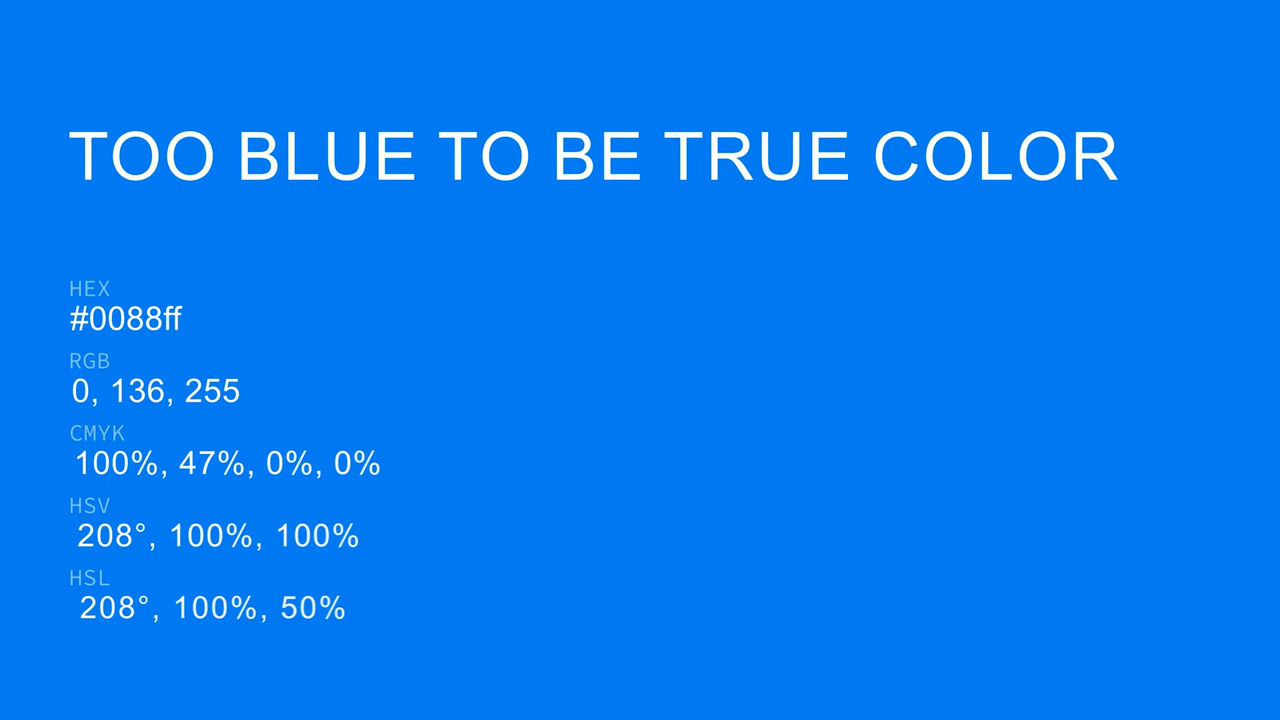 TOO BLUE TO BE TRUE COLOR
HEX
#0088ff
RGB
0, 136, 255
CMYK
100%, 47%, 0%, 0%
HSV
208°, 100%, 100%
HSL
208°, 100%, 50%